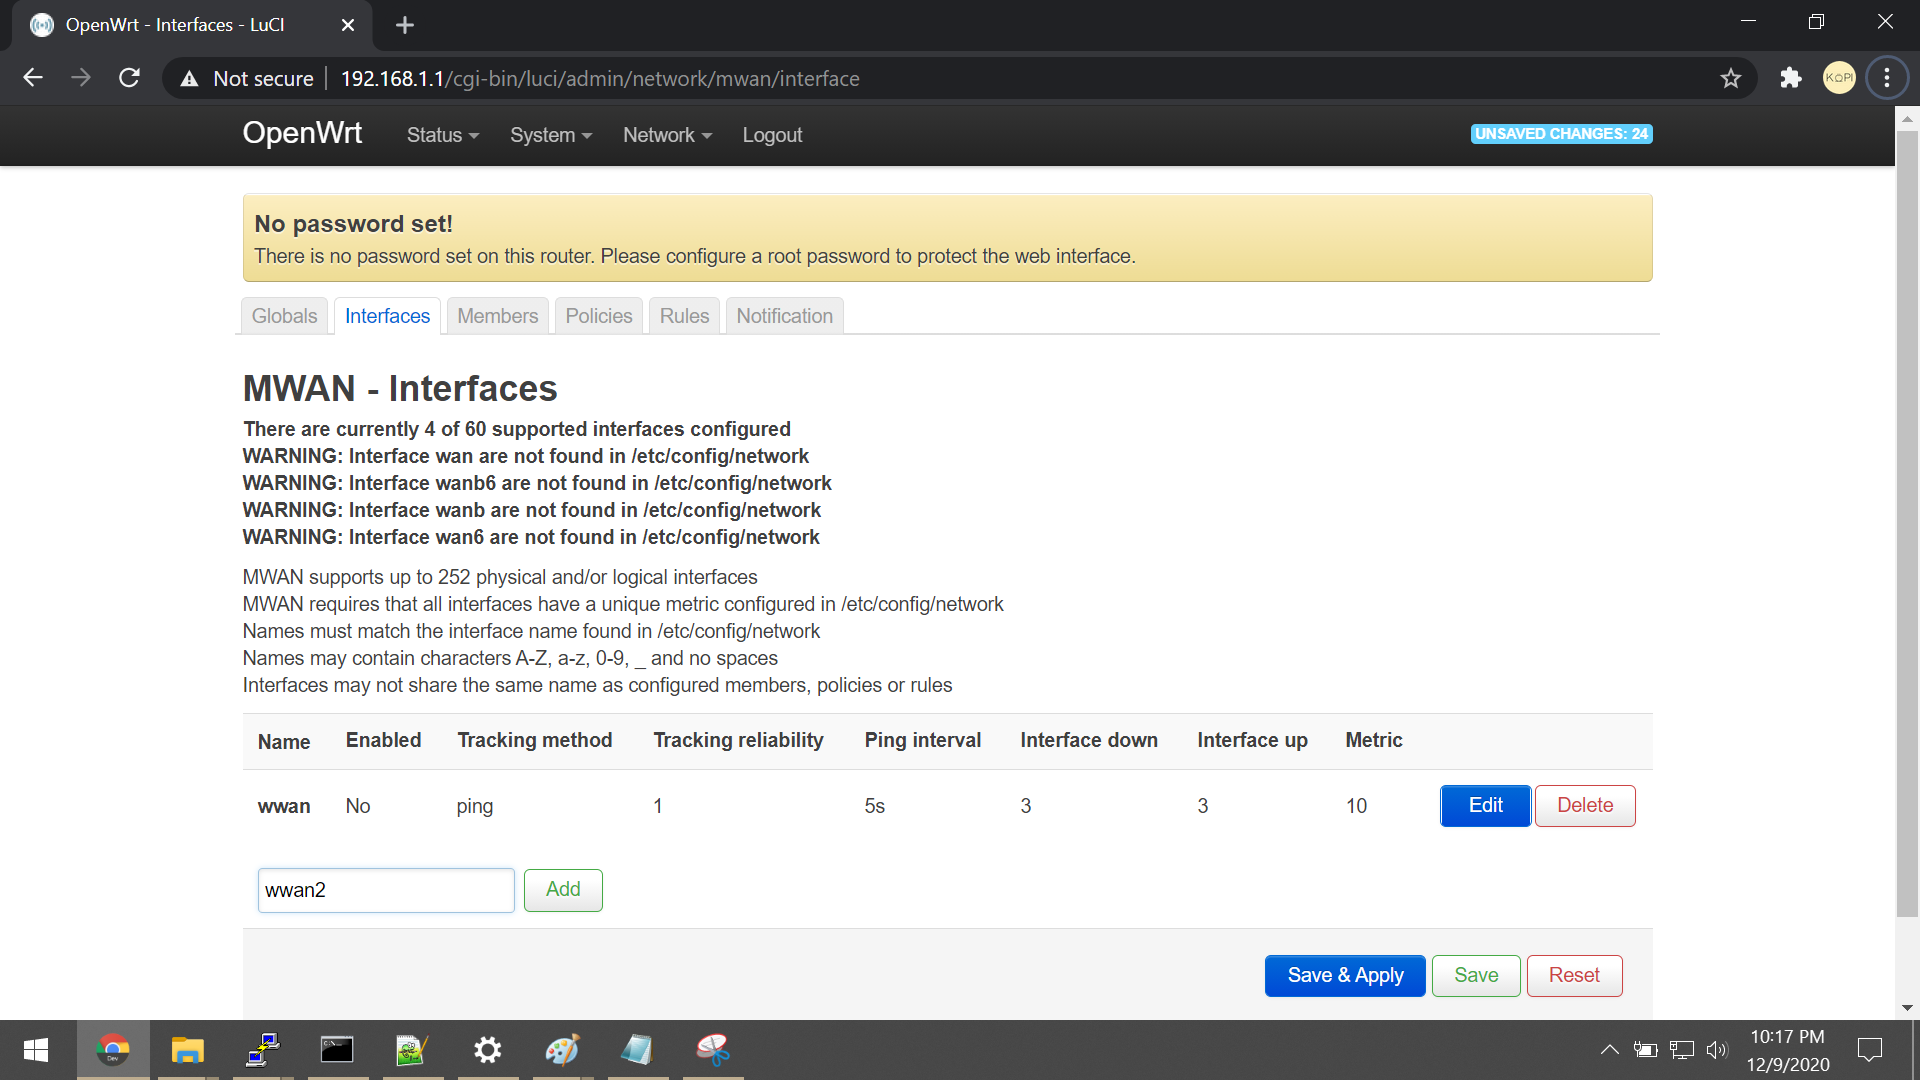 OpenWrt - Interfaces - LuCI
Not secure
192.168.1.1/cgi-bin/luci/admin/network/mwan/interface
KOPI
OpenWrt
Status
System
Network
Logout
UNSAVED CHANGES: 24
No password set!
There is no password set on this router. Please configure a root password to protect the web interface.
Globals
Interfaces
Members
Policies
Rules
Notification
MWAN - Interfaces
There are currently 4 of 60 supported interfaces configured
WARNING: Interface wan are not found in /etc/config/network
WARNING: Interface wanb6 are not found in /etc/config/network
WARNING: Interface wanb are not found in /etc/config/network
WARNING: Interface wan6 are not found in /etc/config/network
MWAN supports up to 252 physical and/or logical interfaces
MWAN requires that all interfaces have a unique metric configured in /etc/config/network
Names must match the interface name found in /etc/config/network
Names may contain characters A-Z, a-z, 0-9, _ and no spaces
Interfaces may not share the same name as configured members, policies or rules
Name Enabled Tracking method Tracking reliability Ping interval Interface down Interface up Metric
wwan No ping 1 5s 3 3 10 Edit Delete
wwan2 Add
Save & Apply Save Reset
Dev
10:17 PM
12/9/2020